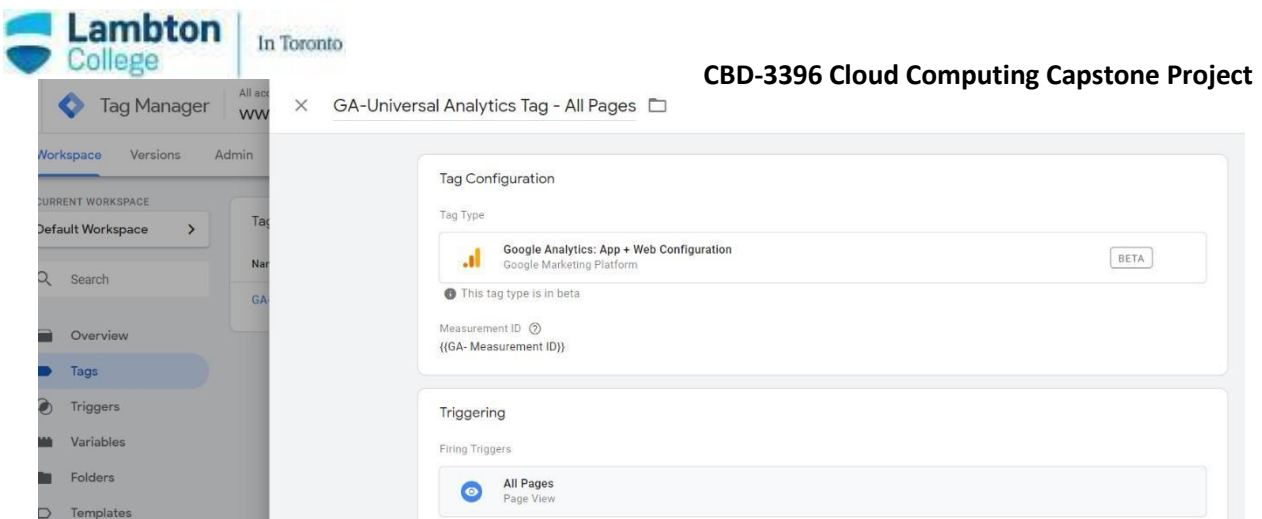 Lambton
College
In Toronto
CBD-3396 Cloud Computing Capstone Project
Tag Manager
All acc
ww
GA-Universal Analytics Tag - All Pages
Workspace Versions Admin
CURRENT WORKSPACE
Default Workspace
Search
Overview
Tags
Triggers
Variables
Folders
Templates
Tag
Nar
GA-
Tag Configuration
Tag Type
Google Analytics: App + Web Configuration
Google Marketing Platform
BETA
This tag type is in beta
Measurement ID
{{GA- Measurement ID}}
Triggering
Firing Triggers
All Pages
Page View